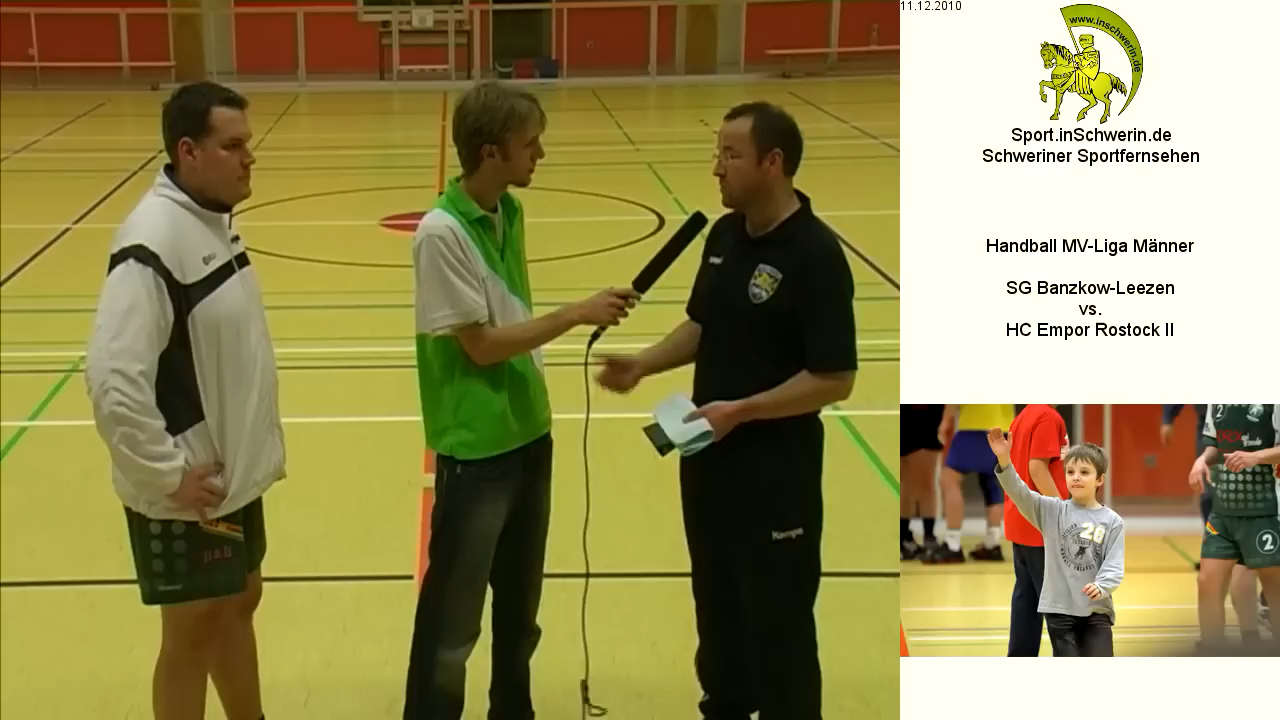 11.12.2010
www.inschwerin.de
Sport.inSchwerin.de
Schweriner Sportfernsehen
Handball MV-Liga Männer
SG Banzkow-Leezen
vs.
HC Empor Rostock II
Kempa
2
26
2